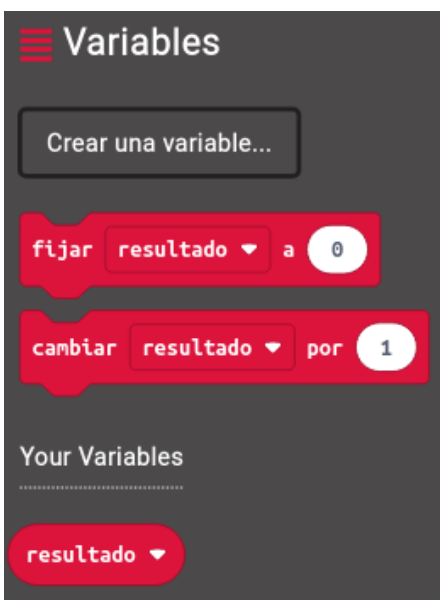 Variables
Crear una variable...
fijar resultado a 0
cambiar resultado por 1
Your Variables
resultado